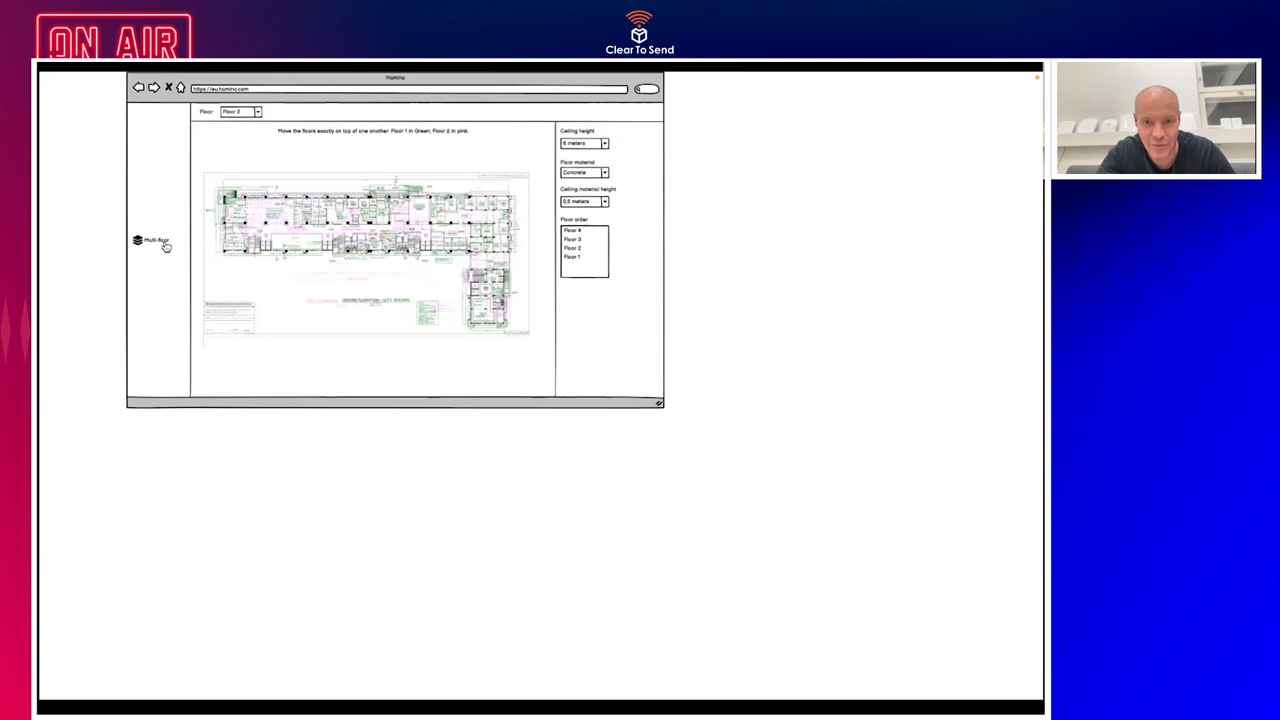 ON AIR
Clear To Send
Hamina
https://eu.hamina.com
Floor: Floor 2
Move the floors exactly on top of one another. Floor 1 in Green, Floor 2 in pink.
Ceiling height
6 meters
Floor material
Concrete
Ceiling material height
0,5 meters
Floor order
Floor 4
Floor 3
Floor 2
Floor 1
Multi-floor